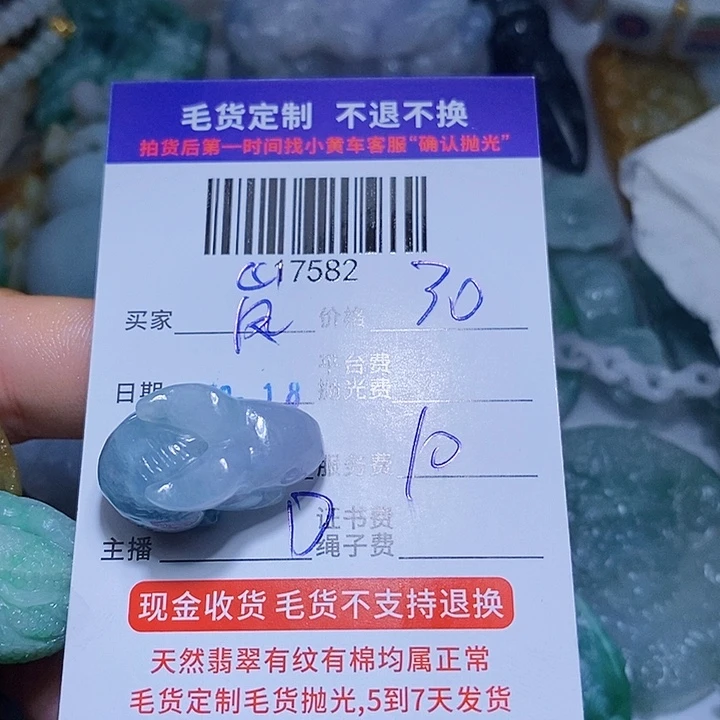 毛货定制 不退不换
拍货后第一时间找小黄车客服“确认抛光”
17582
买家 岚 价格 30
平台费
日期 .18 抛光费
服务费 10
证书费
主播 D 绳子费
现金收货 毛货不支持退换
天然翡翠有纹有棉均属正常
毛货定制毛货抛光,5到7天发货